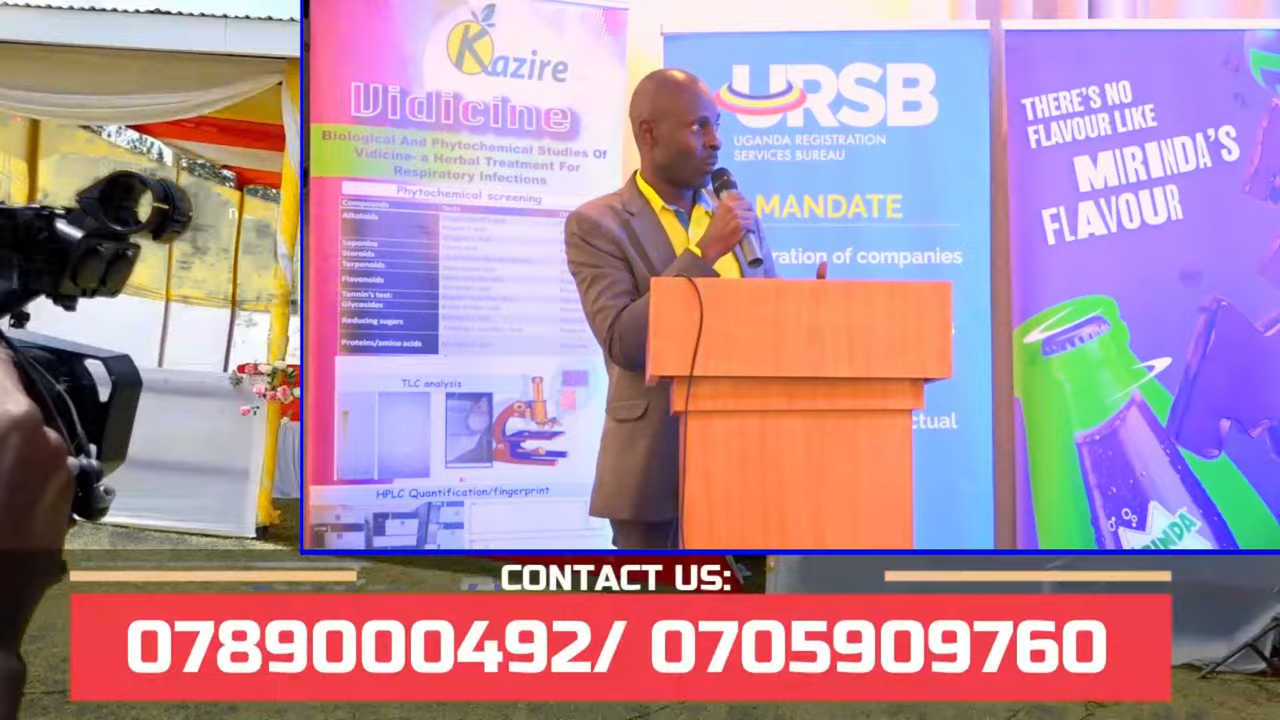 Kazire
Vidicine
Biological And Phytochemical Studies Of
Vidicine- a Herbal Treatment For
Respiratory Infections
Phytochemical screening
Compounds
Tests
Alkaloids
Saponins
Steroids
Terpenoids
Flavonoids
Tannin's test:
Glycosides
Reducing sugars
Proteins/amino acids
TLC analysis
HPLC Quantification/fingerprint
URSB
UGANDA REGISTRATION
SERVICES BUREAU
MANDATE
ration of companies
ctual
THERE'S NO
FLAVOUR LIKE
MIRINDA'S
FLAVOUR
RINDA
CONTACT US:
0789000492/ 0705909760